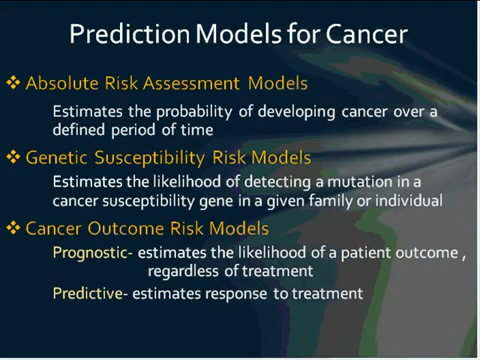 Prediction Models for Cancer
❖ Absolute Risk Assessment Models
Estimates the probability of developing cancer over a
defined period of time
❖ Genetic Susceptibility Risk Models
Estimates the likelihood of detecting a mutation in a
cancer susceptibility gene in a given family or individual
❖ Cancer Outcome Risk Models
Prognostic- estimates the likelihood of a patient outcome ,
regardless of treatment
Predictive- estimates response to treatment